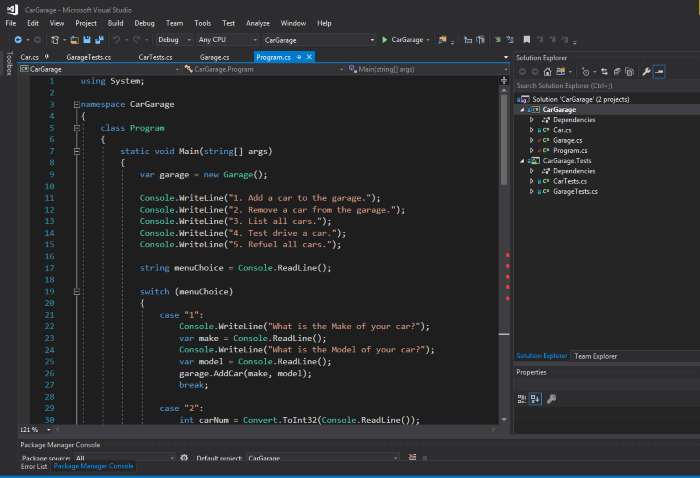 CarGarage - Microsoft Visual Studio
File Edit View Project Build Debug Team Tools Test Analyze Window Help
Debug Any CPU CarGarage CarGarage
Toolbox
Car.cs GarageTests.cs CarTests.cs Garage.cs Program.cs
CarGarage CarGarage.Program Main(string[] args)
1 using System;
2
3 namespace CarGarage
4 {
5 class Program
6 {
7 static void Main(string[] args)
8 {
9 var garage = new Garage();
10
11 Console.WriteLine("1. Add a car to the garage.");
12 Console.WriteLine("2. Remove a car from the garage.");
13 Console.WriteLine("3. List all cars.");
14 Console.WriteLine("4. Test drive a car.");
15 Console.WriteLine("5. Refuel all cars.");
16
17 string menuChoice = Console.ReadLine();
18
19 switch (menuChoice)
20 {
21 case "1":
22 Console.WriteLine("What is the Make of your car?");
23 var make = Console.ReadLine();
24 Console.WriteLine("What is the Model of your car?");
25 var model = Console.ReadLine();
26 garage.AddCar(make, model);
27 break;
28
29 case "2":
30 int carNum = Convert.ToInt32(Console.ReadLine());
121 %
Solution Explorer
Search Solution Explorer (Ctrl+;)
Solution 'CarGarage' (2 projects)
C# CarGarage
Dependencies
C# Car.cs
C# Garage.cs
C# Program.cs
CarGarage.Tests
Dependencies
C# CarTests.cs
C# GarageTests.cs
Solution Explorer Team Explorer
Properties
Package Manager Console
Package source: All Default project: CarGarage
Error List Package Manager Console